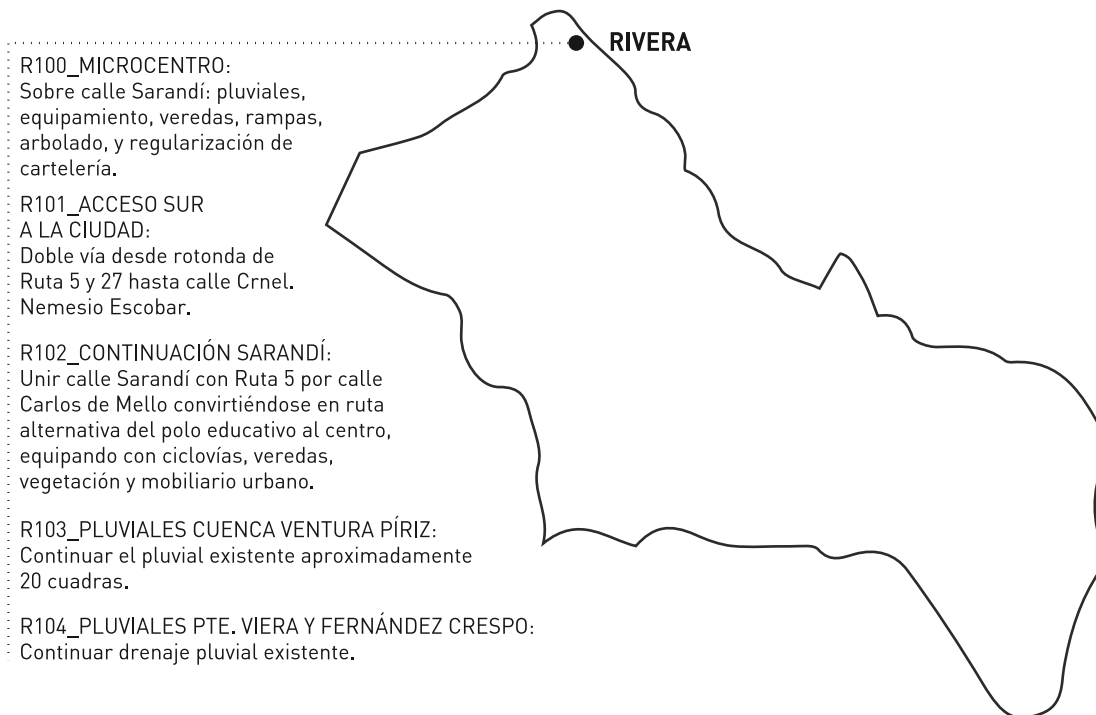 RIVERA
R100_MICROCENTRO:
Sobre calle Sarandí: pluviales,
equipamiento, veredas, rampas,
arbolado, y regularización de
cartelería.
R101_ACCESO SUR
A LA CIUDAD:
Doble vía desde rotonda de
Ruta 5 y 27 hasta calle Crnel.
Nemesio Escobar.
R102_CONTINUACIÓN SARANDÍ:
Unir calle Sarandí con Ruta 5 por calle
Carlos de Mello convirtiéndose en ruta
alternativa del polo educativo al centro,
equipando con ciclovías, veredas,
vegetación y mobiliario urbano.
R103_PLUVIALES CUENCA VENTURA PÍRIZ:
Continuar el pluvial existente aproximadamente
20 cuadras.
R104_PLUVIALES PTE. VIERA Y FERNÁNDEZ CRESPO:
Continuar drenaje pluvial existente.